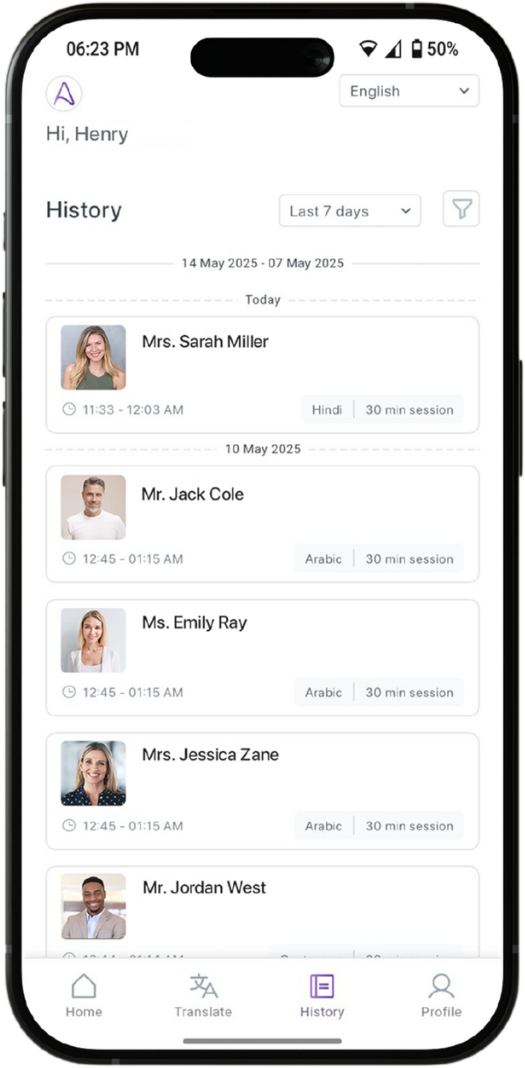 06:23 PM 50%
English
Hi, Henry
History Last 7 days
14 May 2025 - 07 May 2025
Today
Mrs. Sarah Miller
11:33 - 12:03 AM Hindi 30 min session
10 May 2025
Mr. Jack Cole
12:45 - 01:15 AM Arabic 30 min session
Ms. Emily Ray
12:45 - 01:15 AM Arabic 30 min session
Mrs. Jessica Zane
12:45 - 01:15 AM Arabic 30 min session
Mr. Jordan West
Home Translate History Profile